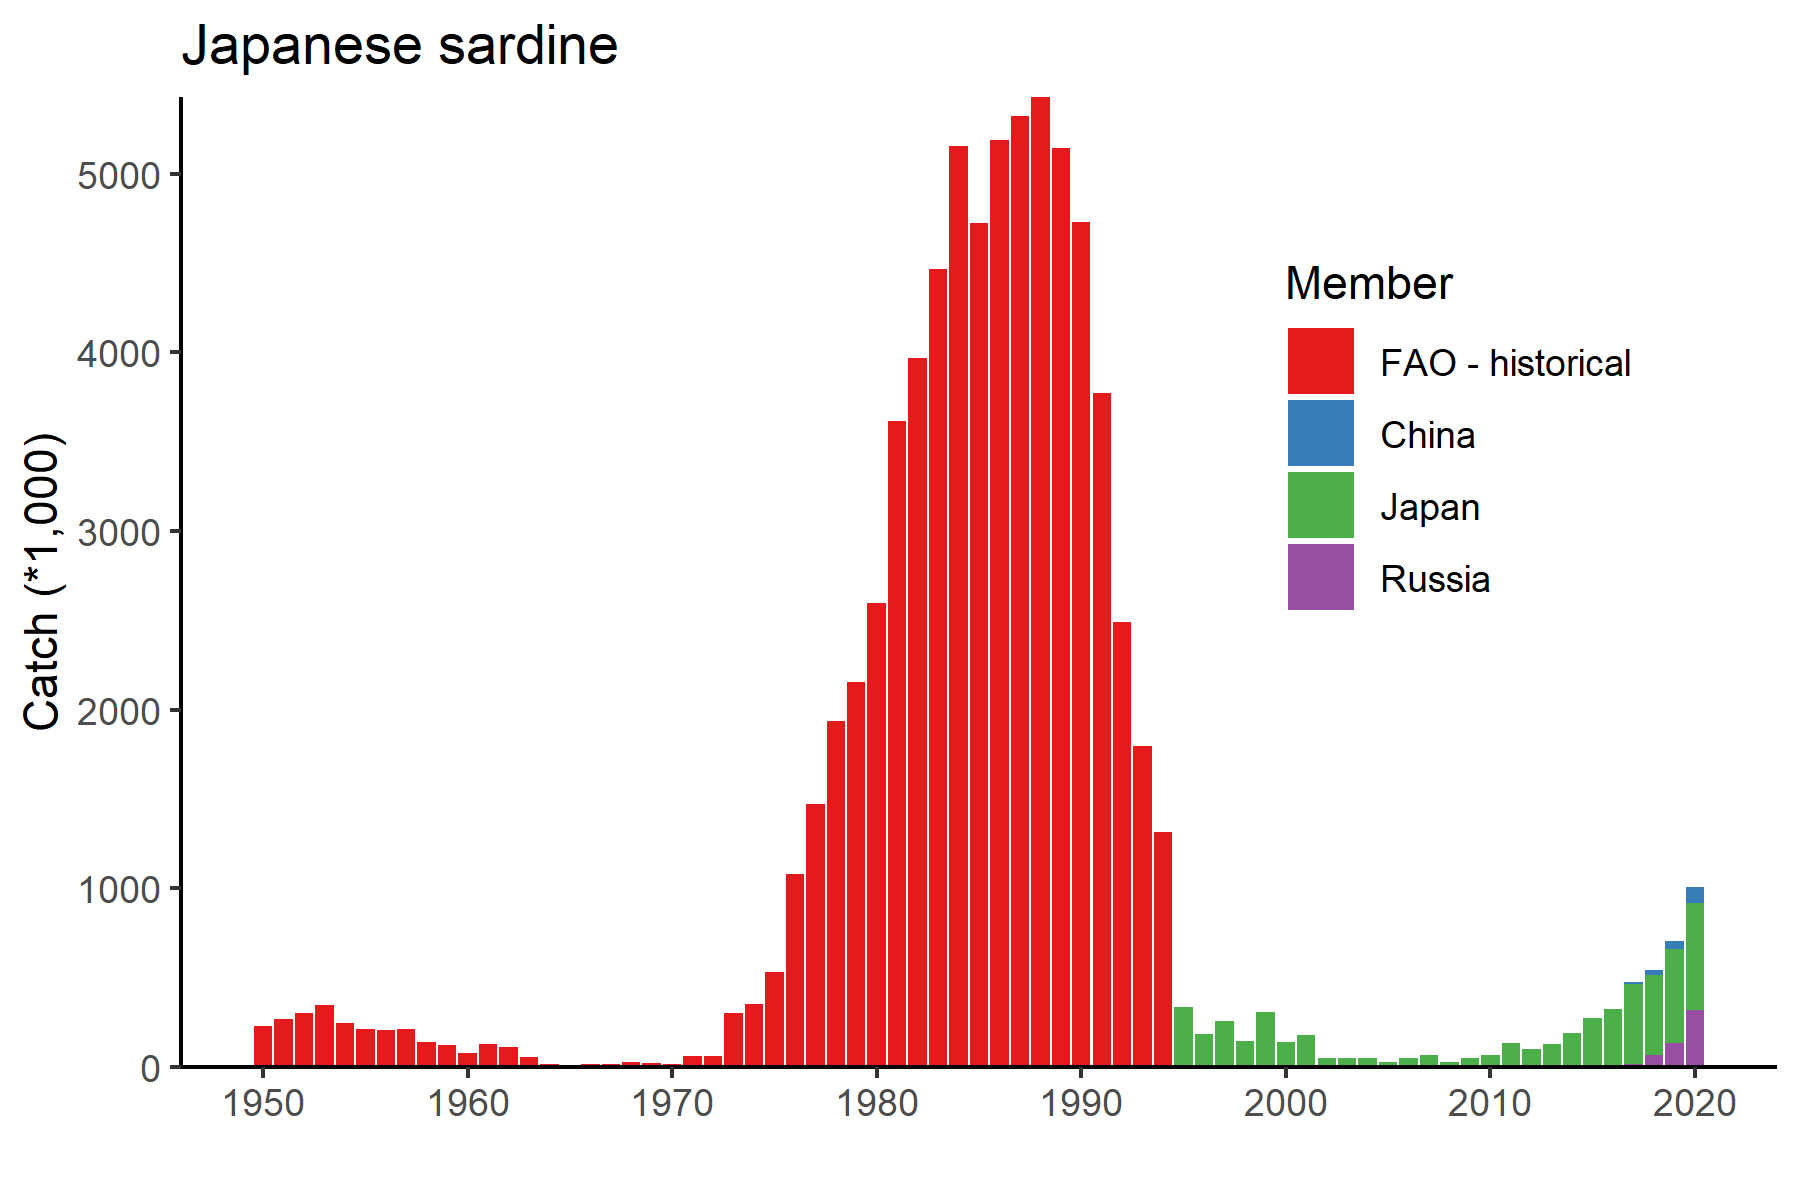 Japanese sardine
Catch (*1,000)
5000
4000
3000
2000
1000
0
1950 1960 1970 1980 1990 2000 2010 2020
Member
FAO - historical
China
Japan
Russia